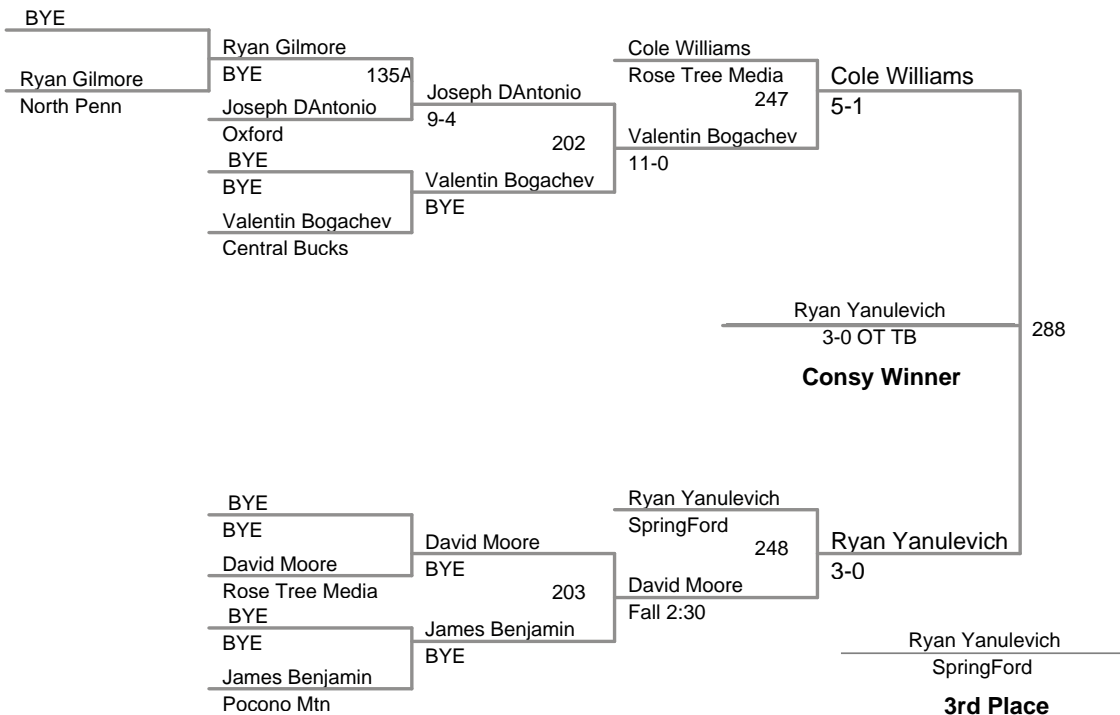 BYE
Ryan Gilmore
North Penn
Ryan Gilmore
BYE
135A
Joseph DAntonio
Oxford
BYE
BYE
Valentin Bogachev
Central Bucks
Joseph DAntonio
9-4
202
Valentin Bogachev
BYE
Cole Williams
Rose Tree Media
247
Valentin Bogachev
11-0
Cole Williams
5-1
Ryan Yanulevich
3-0 OT TB
Consy Winner
288
BYE
BYE
David Moore
Rose Tree Media
BYE
BYE
James Benjamin
Pocono Mtn
David Moore
BYE
203
James Benjamin
BYE
Ryan Yanulevich
SpringFord
248
David Moore
Fall 2:30
Ryan Yanulevich
3-0
Ryan Yanulevich
SpringFord
3rd Place